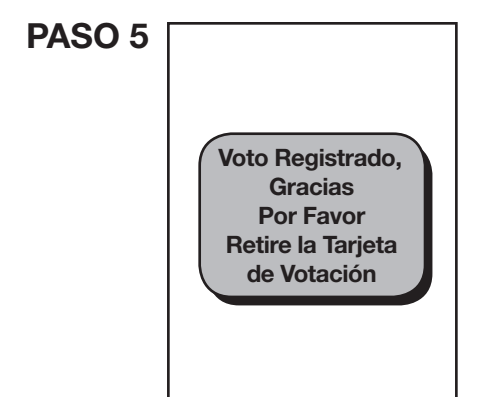 PASO 5
Voto Registrado,
Gracias
Por Favor
Retire la Tarjeta
de Votación